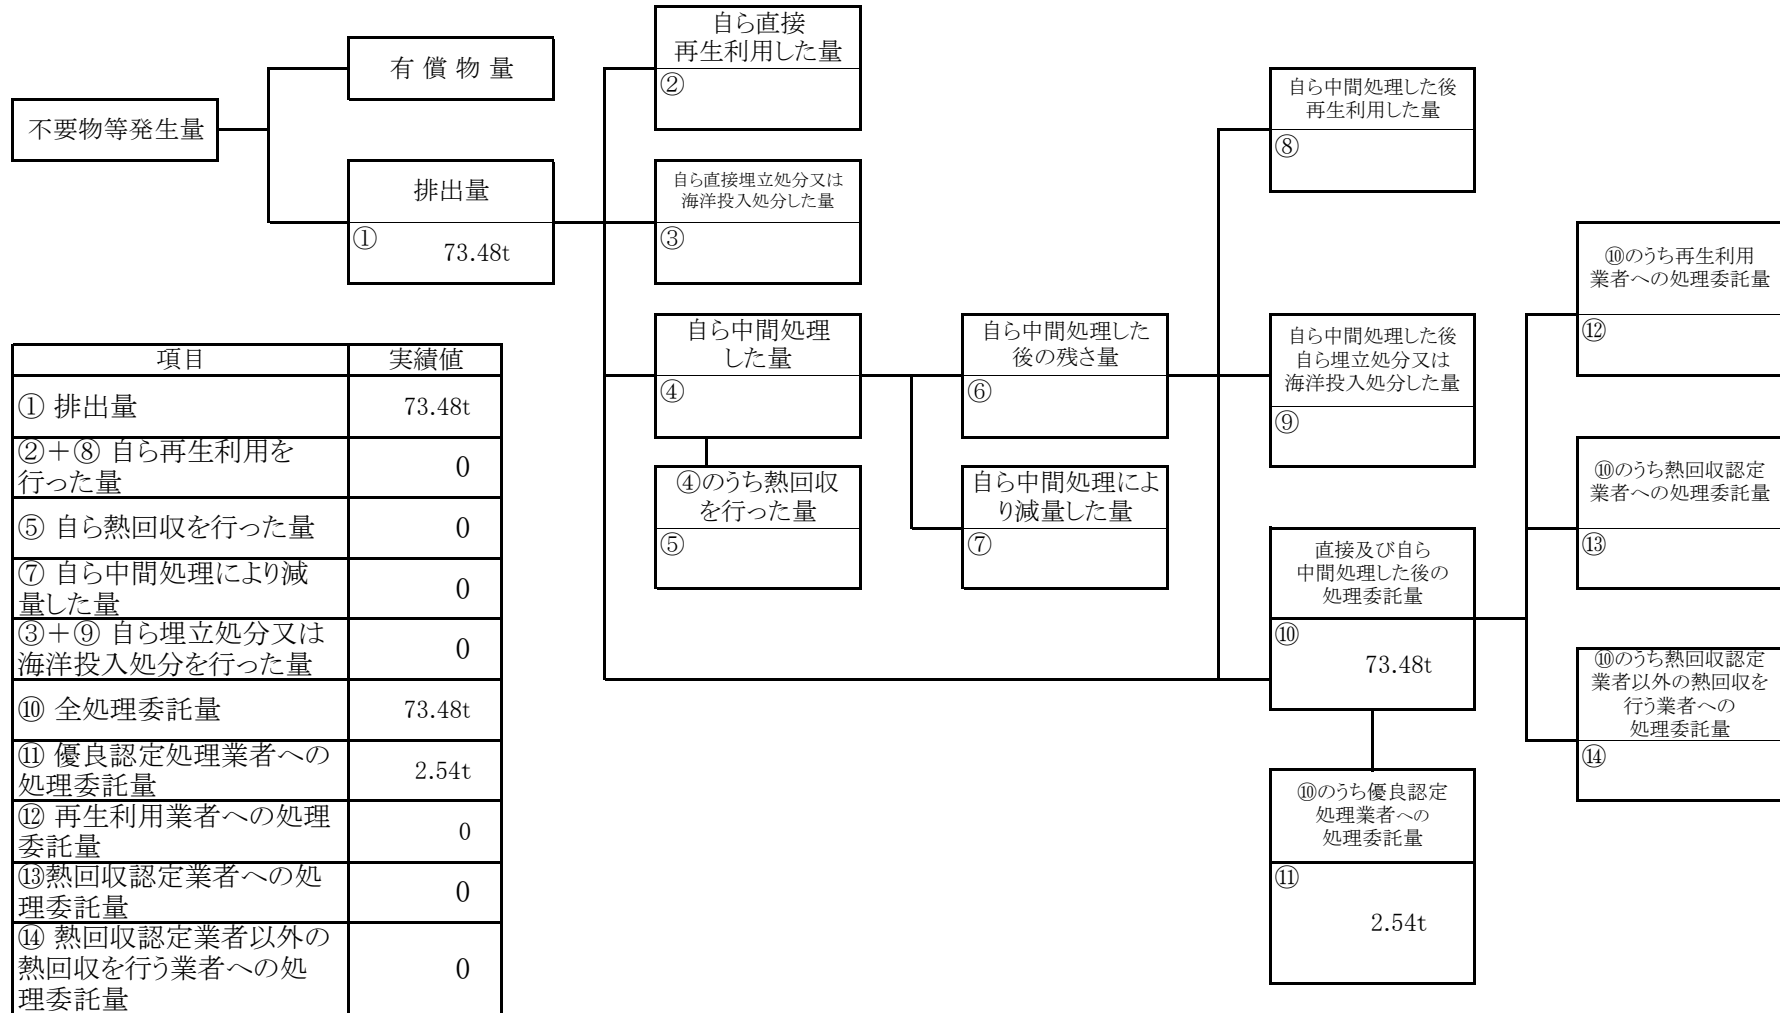 不要物等発生量
有 償 物 量
排出量
①
73.48t
自ら直接
再生利用した量
②
自ら直接埋立処分又は
海洋投入処分した量
③
自ら中間処理
した量
④
④のうち熱回収
を行った量
⑤
自ら中間処理した
後の残さ量
⑥
自ら中間処理によ
り減量した量
⑦
自ら中間処理した後
再生利用した量
⑧
自ら中間処理した後
自ら埋立処分又は
海洋投入処分した量
⑨
直接及び自ら
中間処理した後の
処理委託量
⑩
73.48t
⑩のうち優良認定
処理業者への
処理委託量
⑪
2.54t
⑩のうち再生利用
業者への処理委託量
⑫
⑩のうち熱回収認定
業者への処理委託量
⑬
⑩のうち熱回収認定
業者以外の熱回収を
行う業者への
処理委託量
⑭
項目 実績値
① 排出量 73.48t
②＋⑧ 自ら再生利用を
行った量 0
⑤ 自ら熱回収を行った量 0
⑦ 自ら中間処理により減
量した量 0
③＋⑨ 自ら埋立処分又は
海洋投入処分を行った量 0
⑩ 全処理委託量 73.48t
⑪ 優良認定処理業者への
処理委託量 2.54t
⑫ 再生利用業者への処理
委託量 0
⑬熱回収認定業者への処
理委託量 0
⑭ 熱回収認定業者以外の
熱回収を行う業者への処
理委託量 0